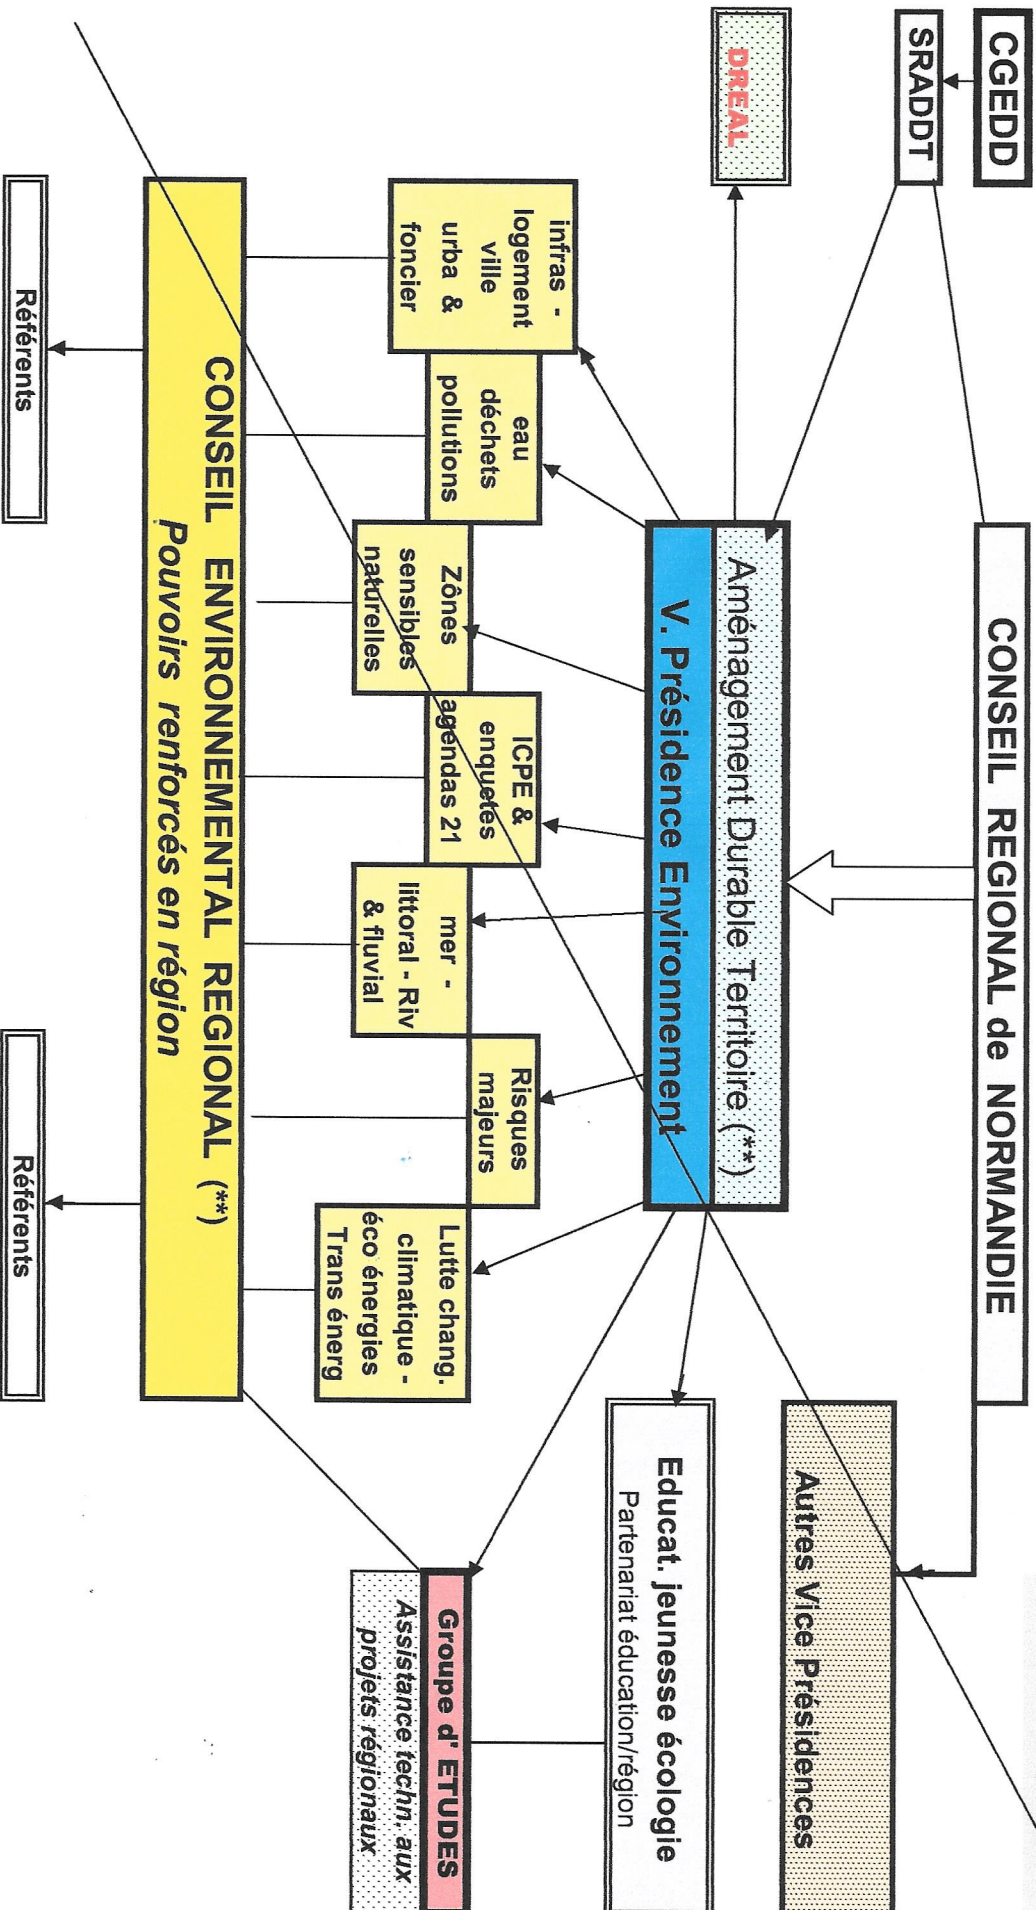 CGEDD
SRADDT
DREAL
CONSEIL REGIONAL de NORMANDIE
Aménagement Durable Territoire (**)
V. Présidence Environnement
Autres Vice Présidences
Educat. jeunesse écologie
Partenariat éducation/région
Groupe d' ETUDES
Assistance techn. aux
projets régionaux
infras -
logement
ville
urba &
foncier
eau
déchets
pollutions
Zônes
sensibles
naturelles
ICPE &
enquetes
agendas 21
mer -
littoral - Riv
& fluvial
Risques
majeurs
Lutte chang.
climatique -
éco énergies
Trans énerg
CONSEIL ENVIRONNEMENTAL REGIONAL (**)
Pouvoirs renforcés en région
Référents
Référents